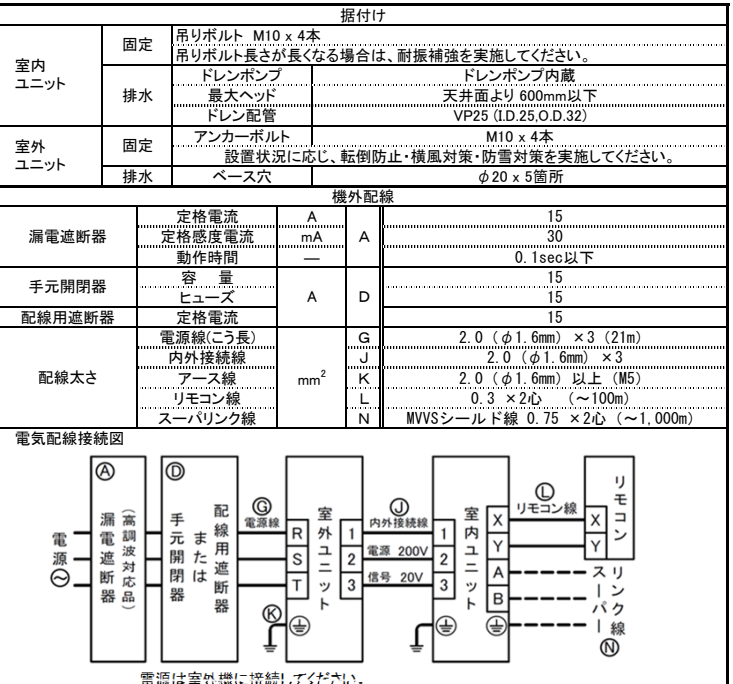 据付け
室内
ユニット
固定
吊りボルト M10 x 4本
吊りボルト長さが長くなる場合は、耐振補強を実施してください。
排水
ドレンポンプ ドレンポンプ内蔵
最大ヘッド 天井面より 600mm以下
ドレン配管 VP25 (I.D.25,O.D.32)
室外
ユニット
固定
アンカーボルト M10 x 4本
設置状況に応じ、転倒防止・横風対策・防雪対策を実施してください。
排水 ベース穴 φ20 x 5箇所
機外配線
漏電遮断器
定格電流 A 15
定格感度電流 mA A 30
動作時間 — 0.1sec以下
手元開閉器
容 量 15
ヒューズ A D 15
配線用遮断器 定格電流 15
配線太さ
mm²
電源線(こう長) G 2.0 (φ1.6mm) ×3 (21m)
内外接続線 J 2.0 (φ1.6mm) ×3
アース線 K 2.0 (φ1.6mm) 以上 (M5)
リモコン線 L 0.3 ×2心 (~100m)
スーパリンク線 N MVVSシールド線 0.75 ×2心 (~1,000m)
電気配線接続図
電源
Ⓐ
漏電遮断器
(高調波対応品)
Ⓓ
手元開閉器
または
配線用遮断器
Ⓖ
電源線
Ⓚ
R
S
T
室外ユニット
1
2
3
Ⓙ
内外接続線
電源 200V
信号 20V
1
2
3
室内ユニット
X
Y
A
B
Ⓛ
リモコン線
X
Y
リモコン
スーパー
リンク線
Ⓝ
電源は室外機に接続してください。